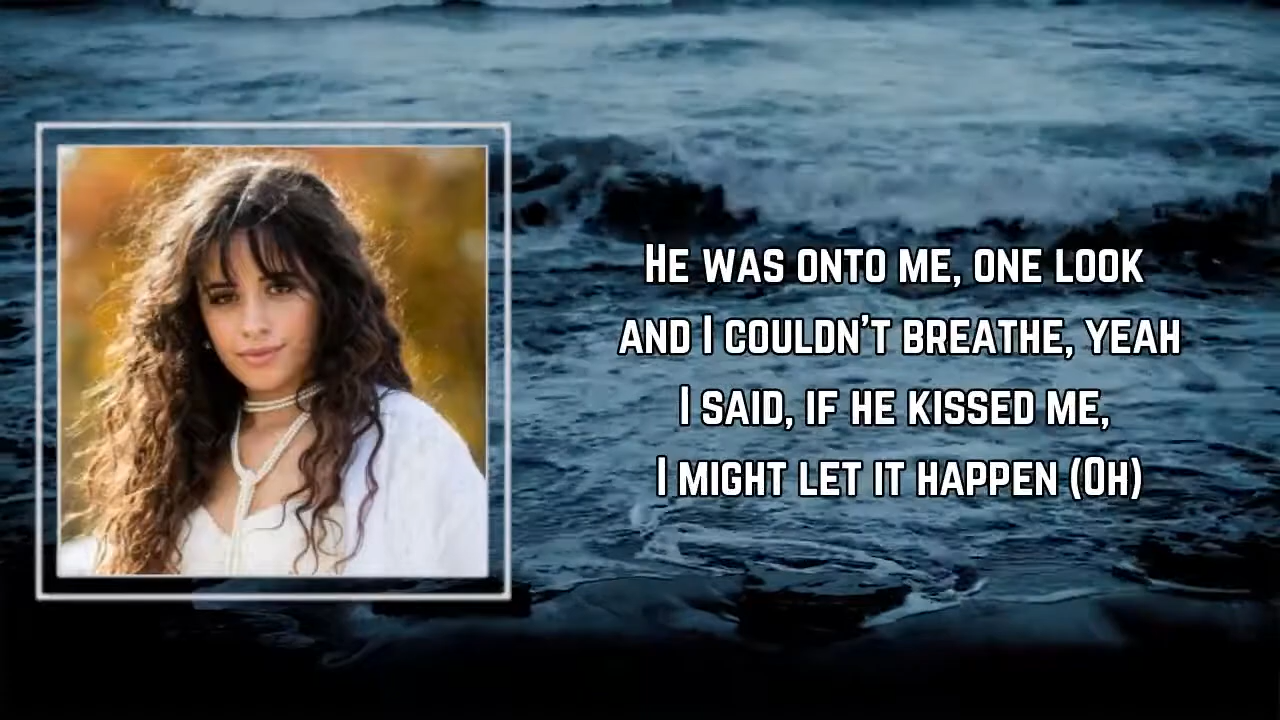 He was onto me, one look
and I couldn't breathe, yeah
I said, if he kissed me,
I might let it happen (Oh)